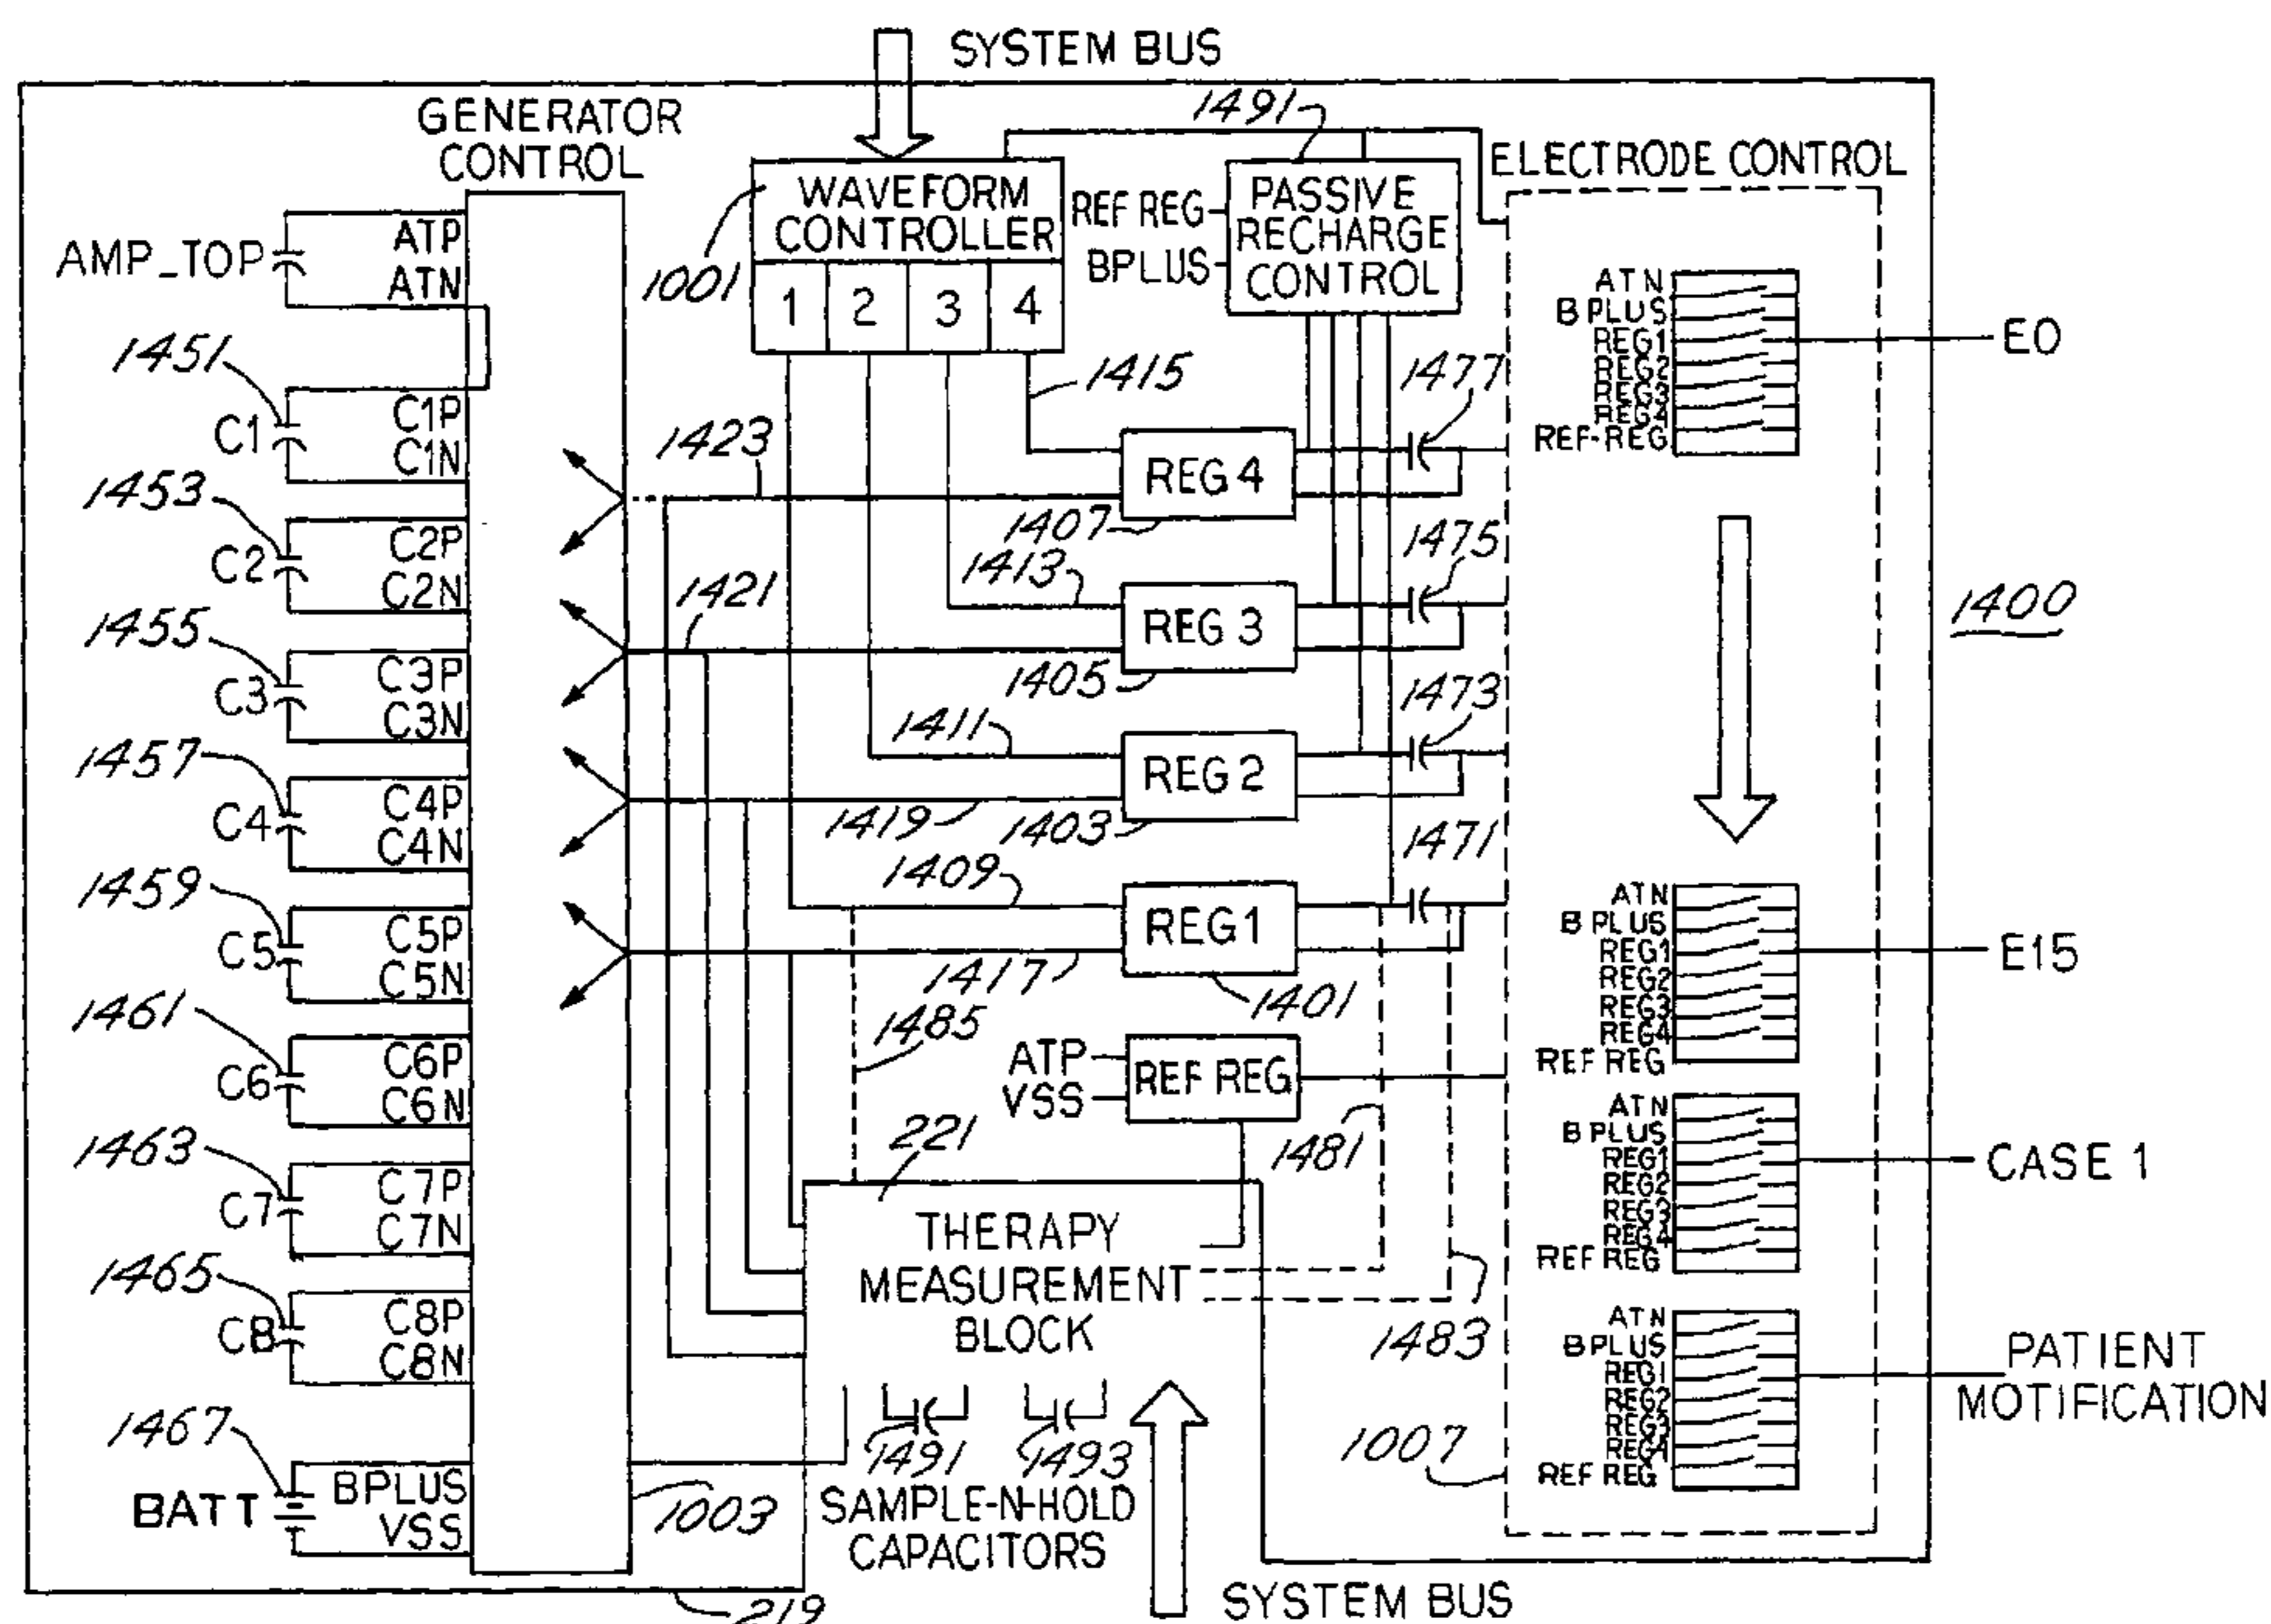 SYSTEM BUS
GENERATOR
CONTROL
1491
ELECTRODE CONTROL
WAVEFORM
CONTROLLER
1 2 3 4
1001
REF REG
BPLUS
PASSIVE
RECHARGE
CONTROL
AMP_TOP
ATP
ATN
1451
C1
C1P
C1N
1453
C2
C2P
C2N
1455
C3
C3P
C3N
1457
C4
C4P
C4N
1459
C5
C5P
C5N
1461
C6
C6P
C6N
1463
C7
C7P
C7N
1465
C8
C8P
C8N
1467
BATT
BPLUS
VSS
1003
219
1415
1477
1423
REG 4
1407
1475
1413
1421
REG 3
1405
1473
1411
REG 2
1419
1403
1471
1409
REG 1
1417
1401
1485
ATP
VSS
REF REG
1481
221
THERAPY
MEASUREMENT
BLOCK
1483
1491
1493
SAMPLE-N-HOLD
CAPACITORS
SYSTEM BUS
1007
ATN
B PLUS
REG1
REG2
REG3
REG4
REF-REG
E0
1400
ATN
B PLUS
REG1
REG2
REG3
REG4
REF REG
E15
ATN
B PLUS
REG1
REG2
REG3
REG4
REF REG
CASE 1
ATN
B PLUS
REG1
REG2
REG3
REG4
REF REG
PATIENT
MOTIFICATION